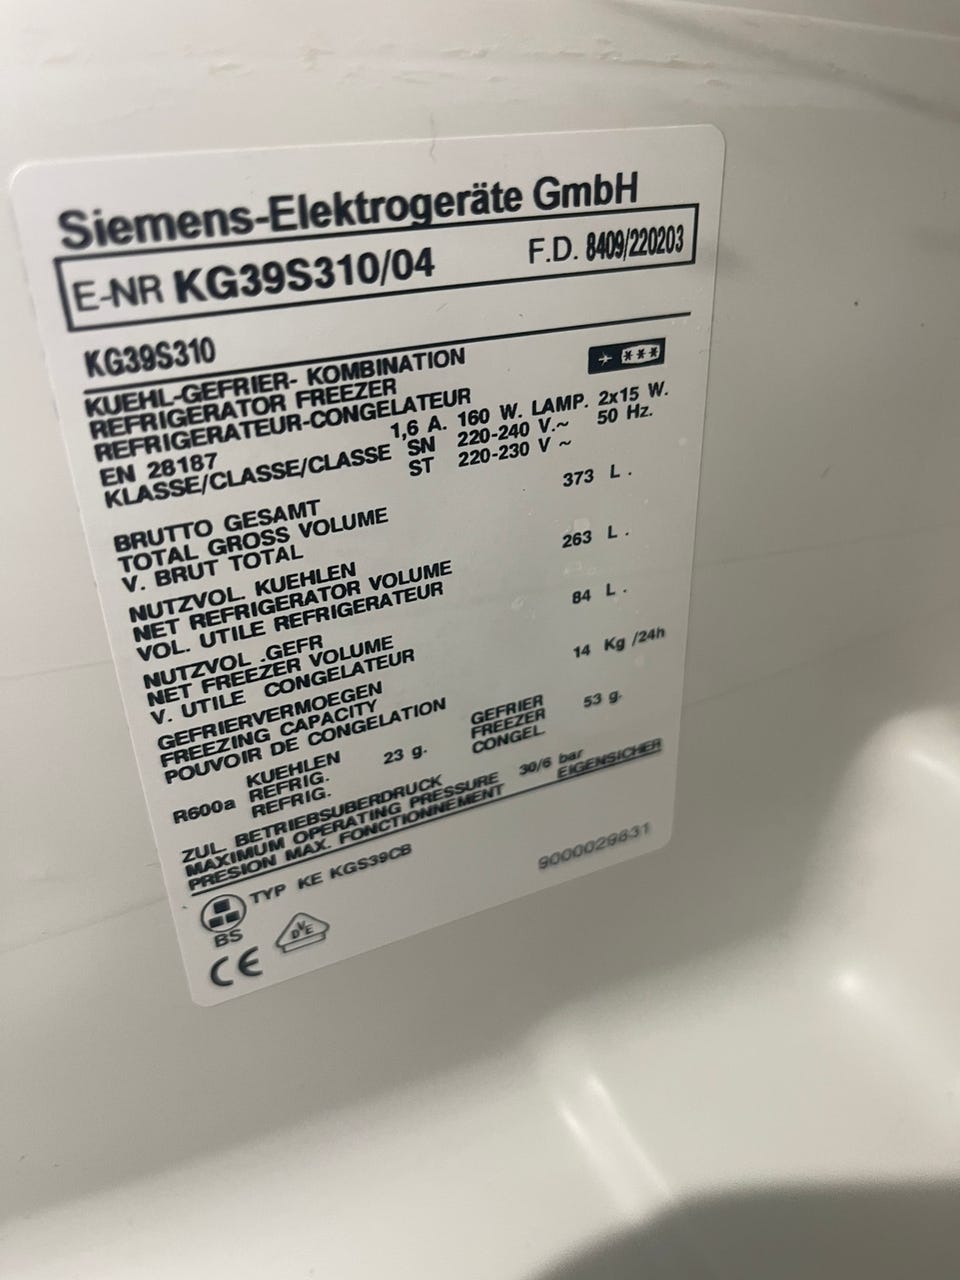 Siemens-Elektrogeräte GmbH
E-NR KG39S310/04 F.D. 8409/220203
KG39S310
KUEHL-GEFRIER- KOMBINATION
REFRIGERATOR FREEZER
REFRIGERATEUR-CONGELATEUR
EN 28187 1,6 A. 160 W. LAMP. 2x15 W.
KLASSE/CLASSE/CLASSE SN 220-240 V.~ 50 Hz.
ST 220-230 V ~
BRUTTO GESAMT 373 L .
TOTAL GROSS VOLUME
V. BRUT TOTAL
NUTZVOL. KUEHLEN 263 L .
NET REFRIGERATOR VOLUME
VOL. UTILE REFRIGERATEUR
NUTZVOL .GEFR 84 L .
NET FREEZER VOLUME
V. UTILE CONGELATEUR
GEFRIERVERMOEGEN 14 Kg /24h
FREEZING CAPACITY
POUVOIR DE CONGELATION
R600a KUEHLEN 23 g. GEFRIER 53 g.
REFRIG. FREEZER
REFRIG. CONGEL.
ZUL. BETRIEBSUBERDRUCK 30/6 bar
MAXIMUM OPERATING PRESSURE EIGENSICHER
PRESION MAX. FONCTIONNEMENT
TYP KE KGS39CB 9000029831
BS
VDE
CE